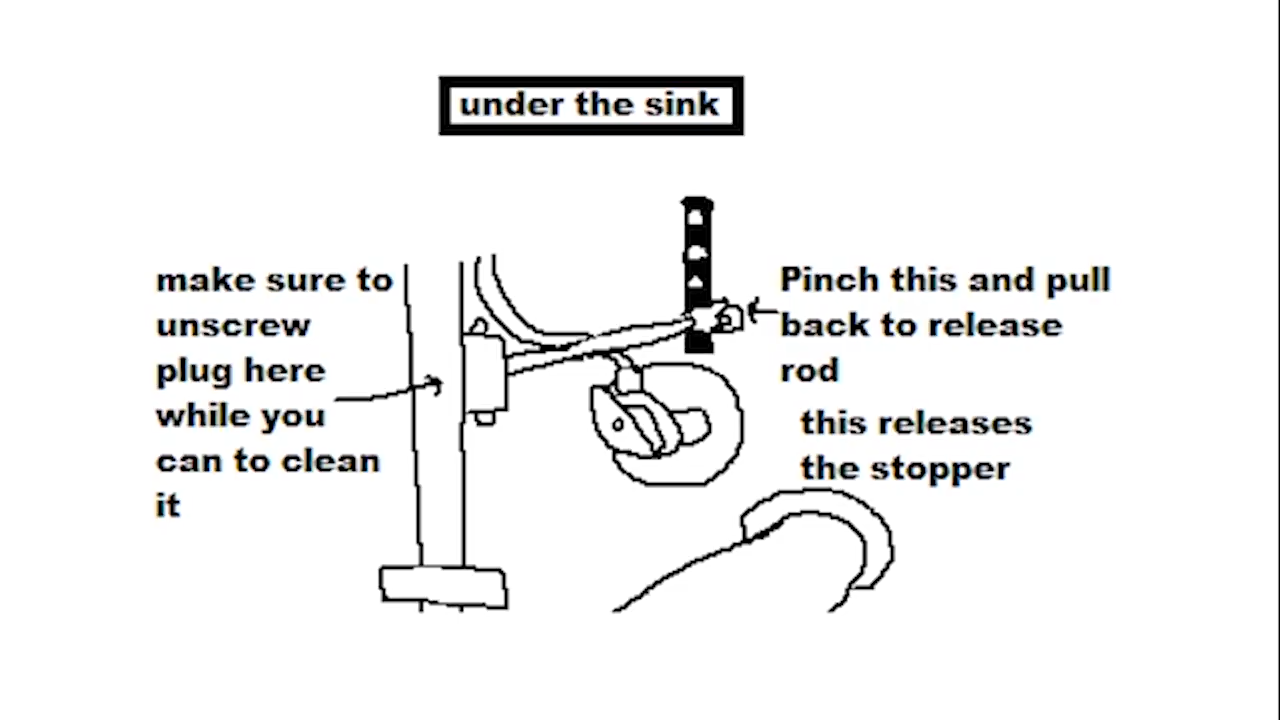 under the sink
make sure to
unscrew
plug here
while you
can to clean
it
Pinch this and pull
back to release
rod
this releases
the stopper